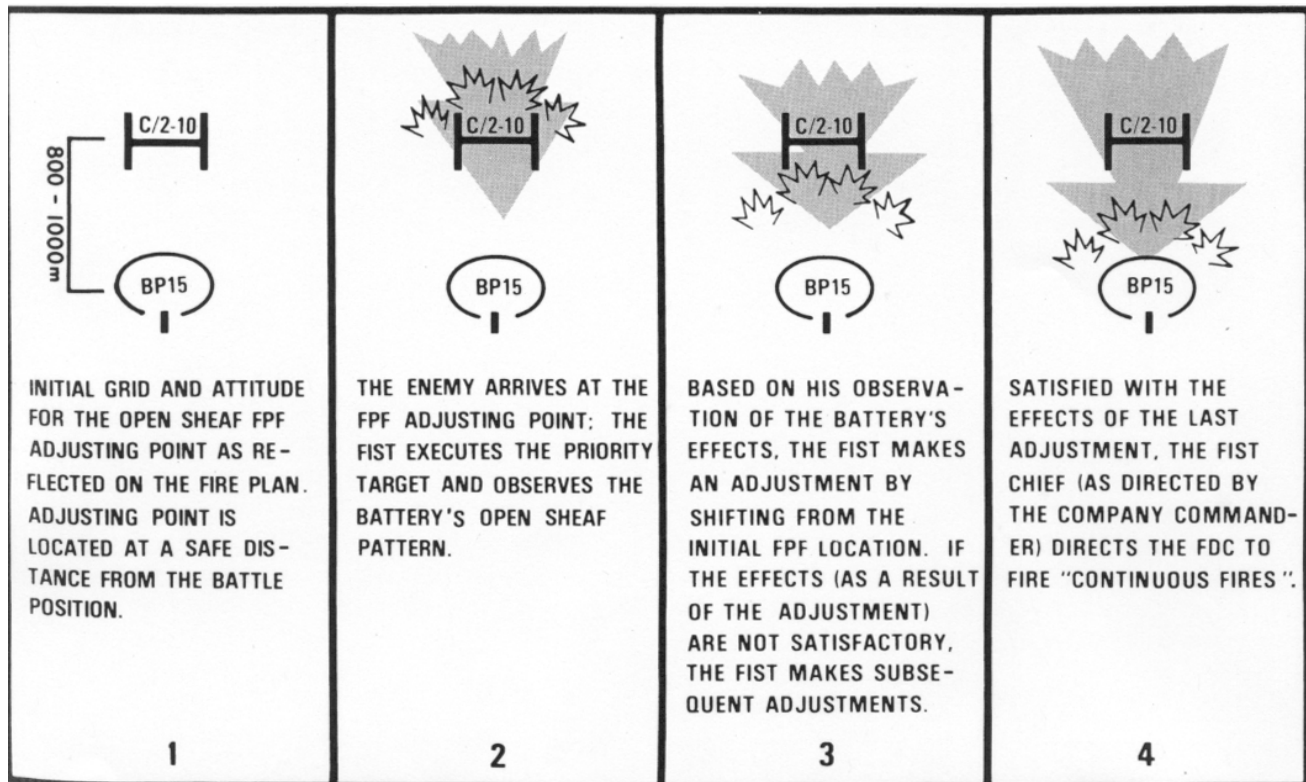 C/2-10
800 - 1000m
BP15
INITIAL GRID AND ATTITUDE
FOR THE OPEN SHEAF FPF
ADJUSTING POINT AS RE-
FLECTED ON THE FIRE PLAN.
ADJUSTING POINT IS
LOCATED AT A SAFE DIS-
TANCE FROM THE BATTLE
POSITION.
1
C/2-10
BP15
THE ENEMY ARRIVES AT THE
FPF ADJUSTING POINT; THE
FIST EXECUTES THE PRIORITY
TARGET AND OBSERVES THE
BATTERY'S OPEN SHEAF
PATTERN.
2
C/2-10
BP15
BASED ON HIS OBSERVA-
TION OF THE BATTERY'S
EFFECTS, THE FIST MAKES
AN ADJUSTMENT BY
SHIFTING FROM THE
INITIAL FPF LOCATION. IF
THE EFFECTS (AS A RESULT
OF THE ADJUSTMENT)
ARE NOT SATISFACTORY,
THE FIST MAKES SUBSE-
QUENT ADJUSTMENTS.
3
C/2-10
BP15
SATISFIED WITH THE
EFFECTS OF THE LAST
ADJUSTMENT, THE FIST
CHIEF (AS DIRECTED BY
THE COMPANY COMMAND-
ER) DIRECTS THE FDC TO
FIRE "CONTINUOUS FIRES".
4